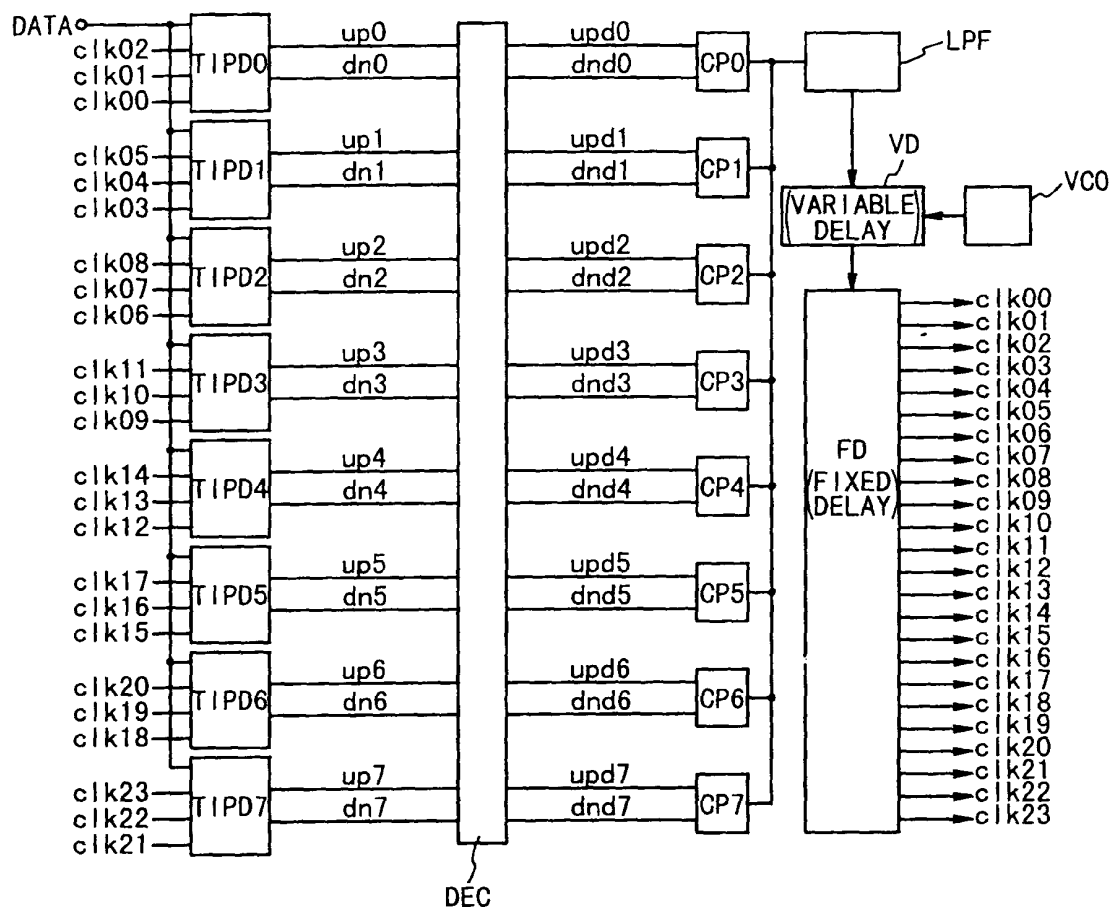 DATA
clk02
clk01
clk00
TIPD0
up0
dn0
upd0
dnd0
CP0
LPF
clk05
clk04
clk03
TIPD1
up1
dn1
upd1
dnd1
CP1
VD
(VARIABLE DELAY)
VCO
clk08
clk07
clk06
TIPD2
up2
dn2
upd2
dnd2
CP2
clk11
clk10
clk09
TIPD3
up3
dn3
upd3
dnd3
CP3
clk14
clk13
clk12
TIPD4
up4
dn4
upd4
dnd4
CP4
clk17
clk16
clk15
TIPD5
up5
dn5
upd5
dnd5
CP5
clk20
clk19
clk18
TIPD6
up6
dn6
upd6
dnd6
CP6
clk23
clk22
clk21
TIPD7
up7
dn7
upd7
dnd7
CP7
DEC
FD
(FIXED DELAY)
clk00
clk01
clk02
clk03
clk04
clk05
clk06
clk07
clk08
clk09
clk10
clk11
clk12
clk13
clk14
clk15
clk16
clk17
clk18
clk19
clk20
clk21
clk22
clk23